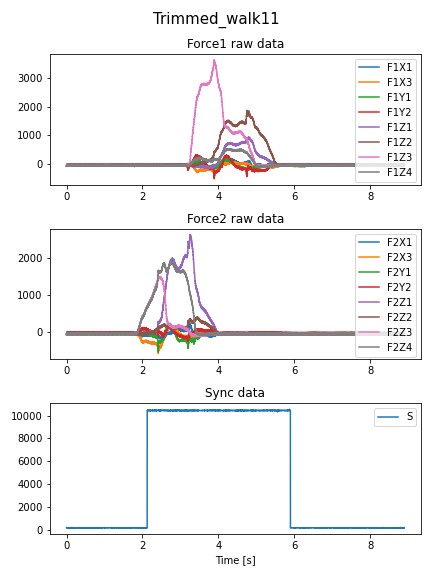 Trimmed_walk11
Force1 raw data
3000
2000
1000
0
F1X1
F1X3
F1Y1
F1Y2
F1Z1
F1Z2
F1Z3
F1Z4
0 2 4 6 8
Force2 raw data
2000
1000
0
F2X1
F2X3
F2Y1
F2Y2
F2Z1
F2Z2
F2Z3
F2Z4
0 2 4 6 8
Sync data
10000
8000
6000
4000
2000
0
S
0 2 4 6 8
Time [s]